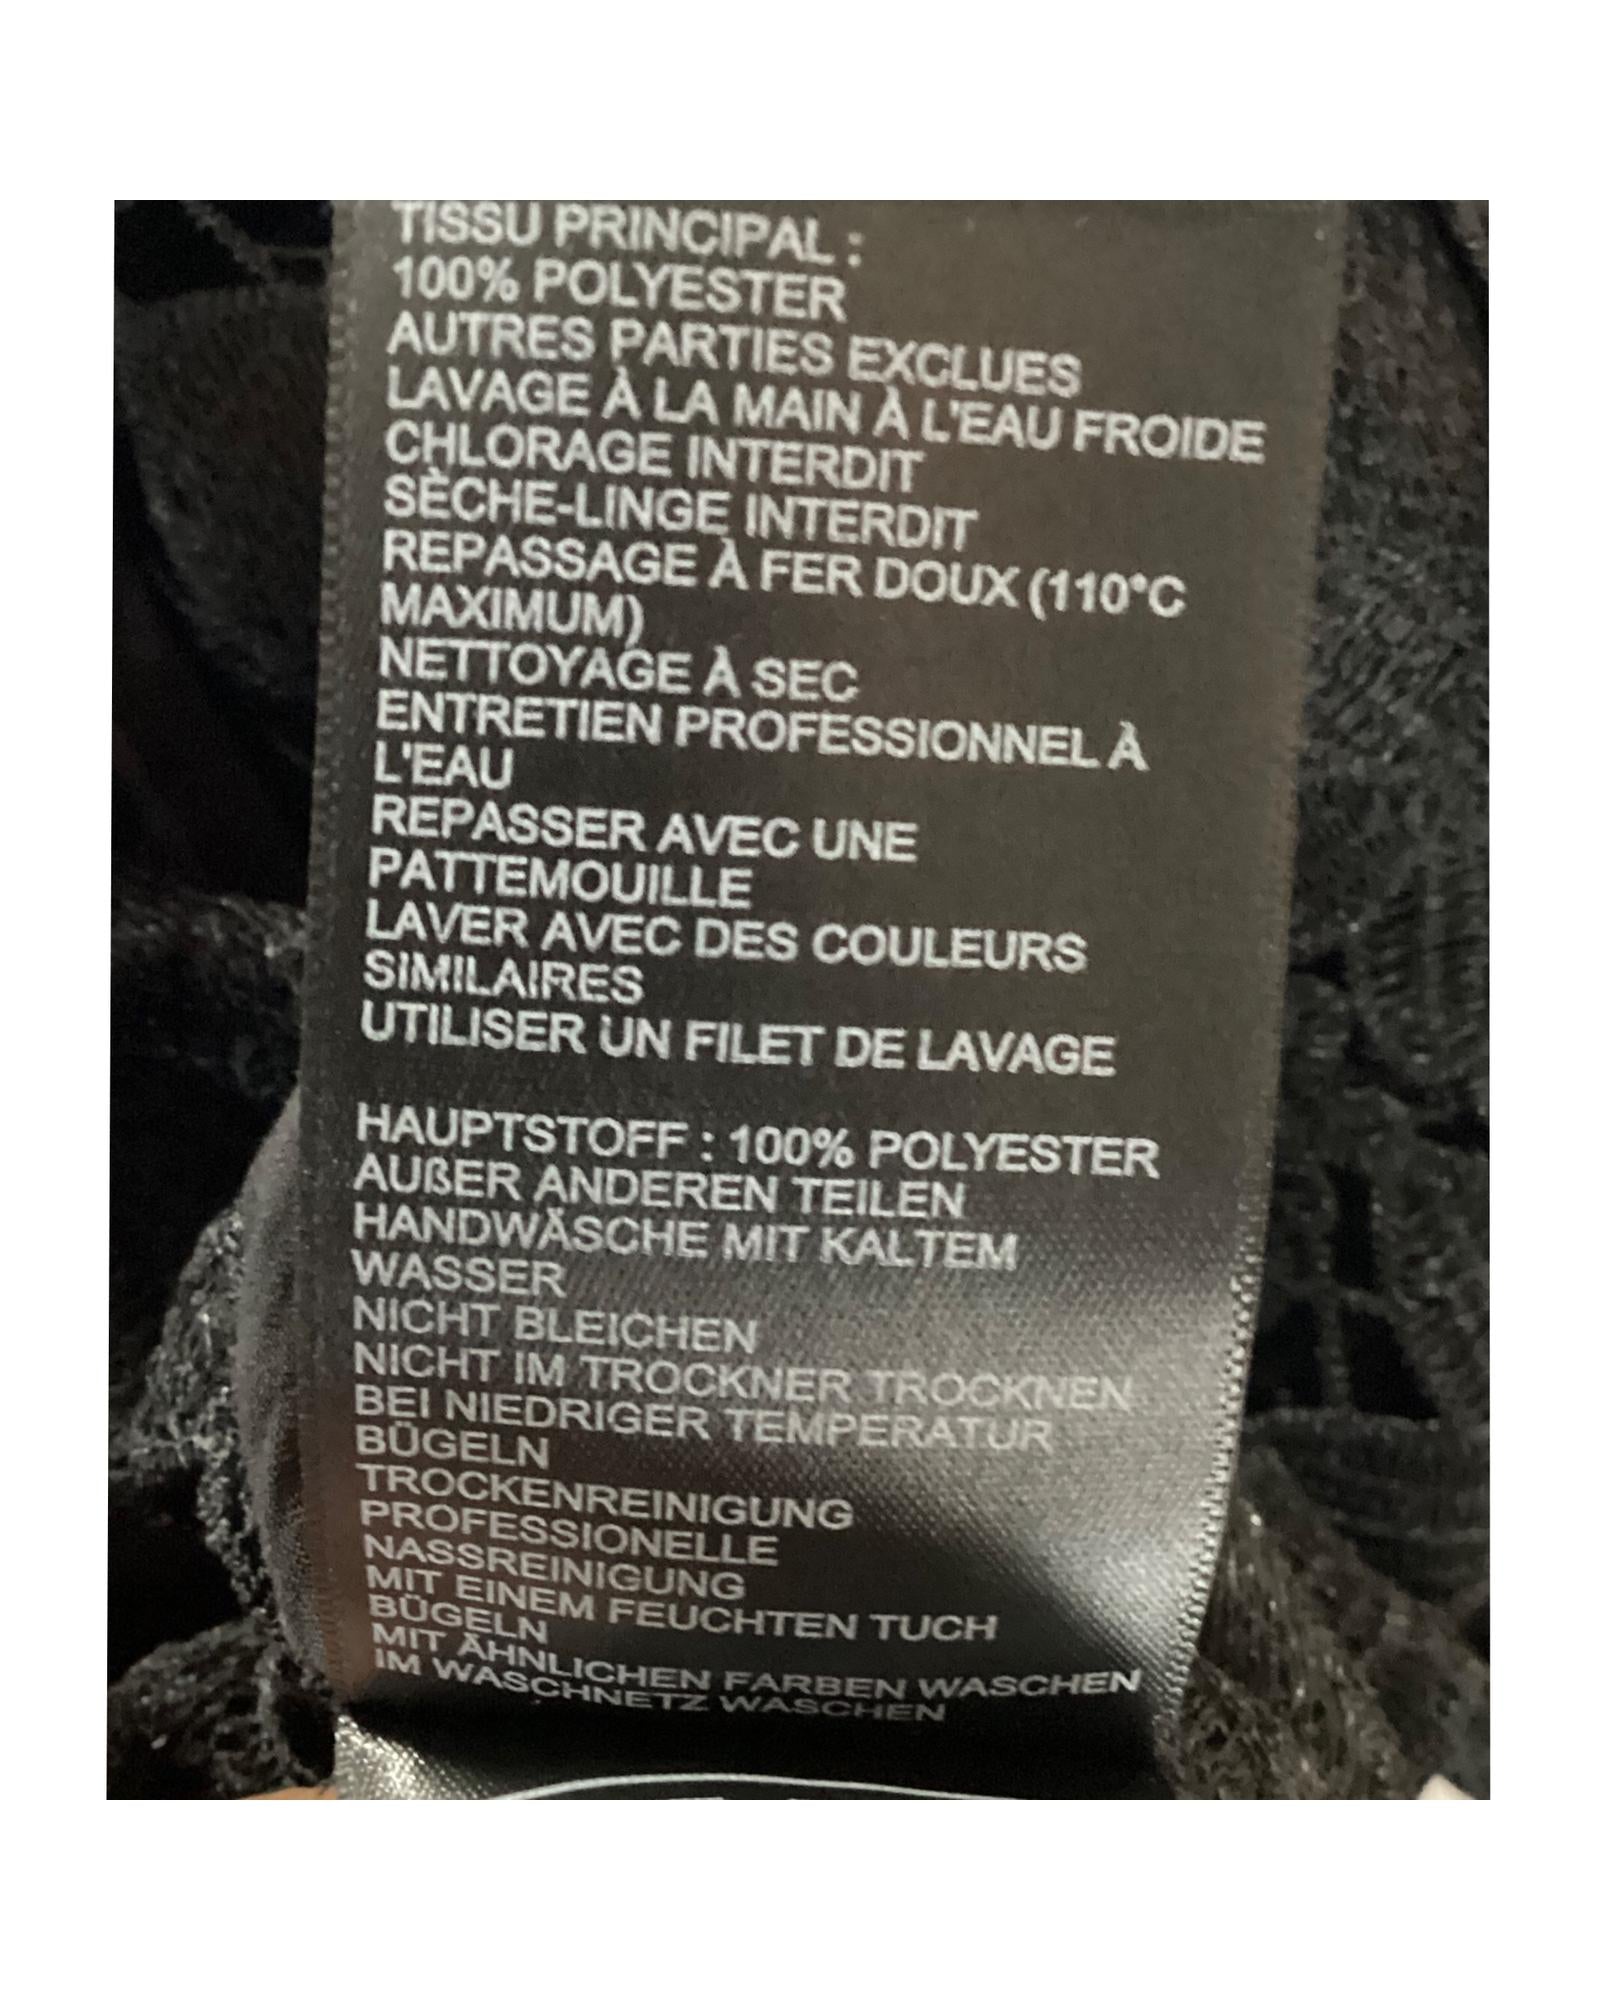 TISSU PRINCIPAL :
100% POLYESTER
AUTRES PARTIES EXCLUES
LAVAGE À LA MAIN À L'EAU FROIDE
CHLORAGE INTERDIT
SÈCHE-LINGE INTERDIT
REPASSAGE À FER DOUX (110°C
MAXIMUM)
NETTOYAGE À SEC
ENTRETIEN PROFESSIONNEL À
L'EAU
REPASSER AVEC UNE
PATTEMOUILLE
LAVER AVEC DES COULEURS
SIMILAIRES
UTILISER UN FILET DE LAVAGE
HAUPTSTOFF : 100% POLYESTER
AUßER ANDEREN TEILEN
HANDWÄSCHE MIT KALTEM
WASSER
NICHT BLEICHEN
NICHT IM TROCKNER TROCKNEN
BEI NIEDRIGER TEMPERATUR
BÜGELN
TROCKENREINIGUNG
PROFESSIONELLE
NASSREINIGUNG
MIT EINEM FEUCHTEN TUCH
BÜGELN
MIT ÄHNLICHEN FARBEN WASCHEN
IM WASCHNETZ WASCHEN